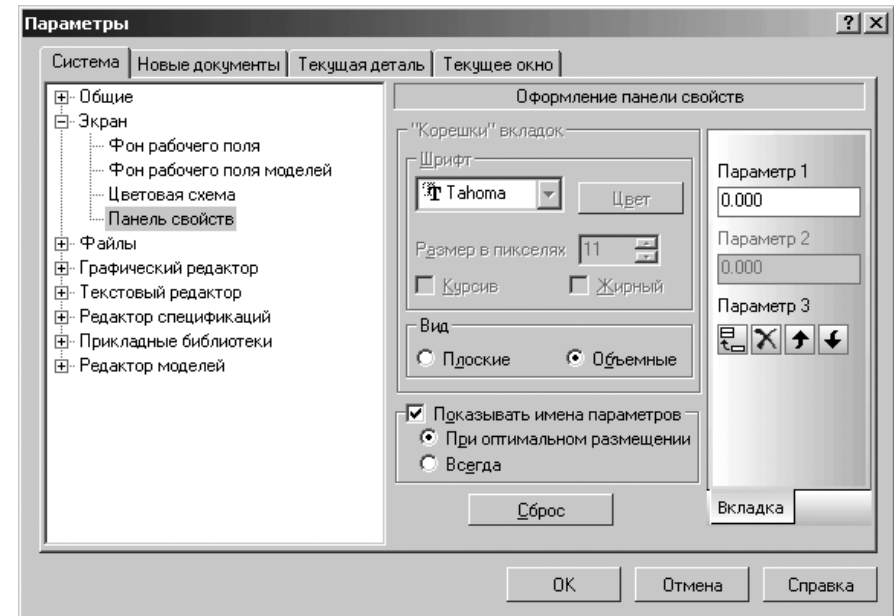 Параметры
Система
Новые документы
Текущая деталь
Текущее окно
Общие
Экран
Фон рабочего поля
Фон рабочего поля моделей
Цветовая схема
Панель свойств
Файлы
Графический редактор
Текстовый редактор
Редактор спецификаций
Прикладные библиотеки
Редактор моделей
Оформление панели свойств
"Корешки" вкладок
Шрифт
Tahoma
Цвет
Размер в пикселях 11
Курсив
Жирный
Вид
Плоские
Объемные
Показывать имена параметров
При оптимальном размещении
Всегда
Сброс
Параметр 1
0.000
Параметр 2
0.000
Параметр 3
Вкладка
OK
Отмена
Справка